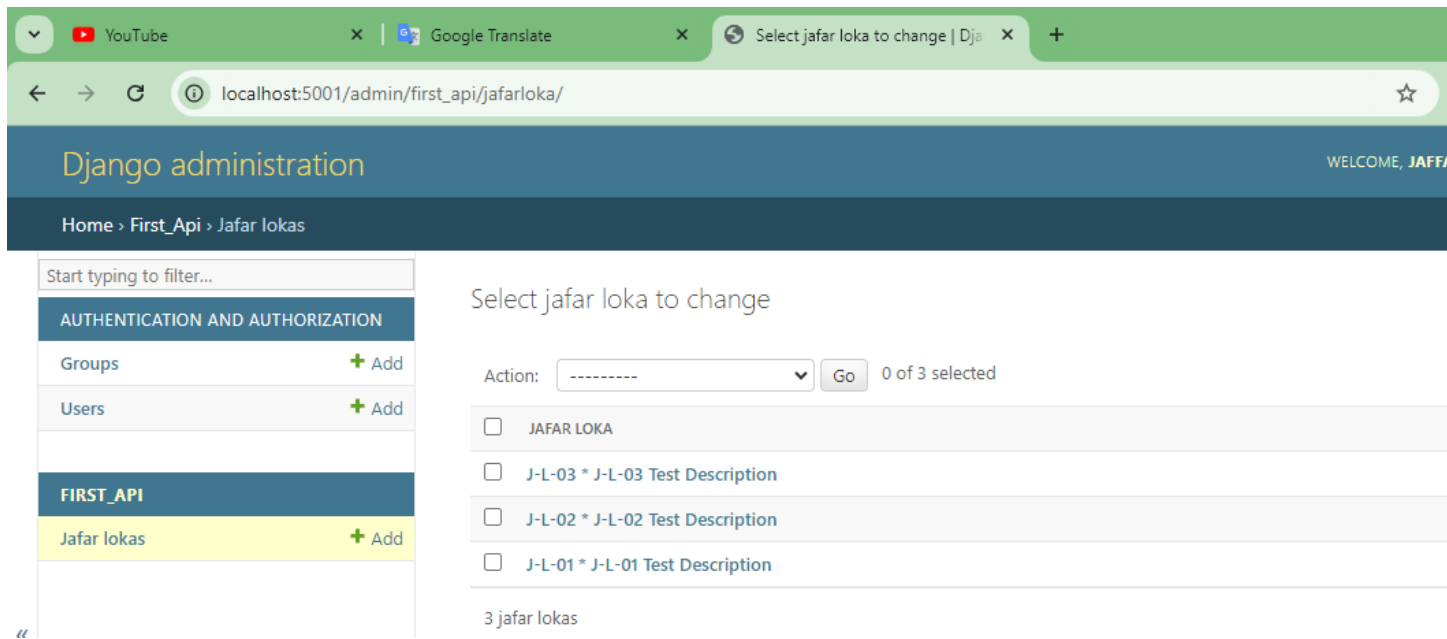 YouTube
Google Translate
Select jafar loka to change | Dja
localhost:5001/admin/first_api/jafarloka/
Django administration
WELCOME, JAFFA
Home › First_Api › Jafar lokas
Start typing to filter...
AUTHENTICATION AND AUTHORIZATION
Groups + Add
Users + Add
FIRST_API
Jafar lokas + Add
«
Select jafar loka to change
Action: --------- Go 0 of 3 selected
JAFAR LOKA
J-L-03 * J-L-03 Test Description
J-L-02 * J-L-02 Test Description
J-L-01 * J-L-01 Test Description
3 jafar lokas